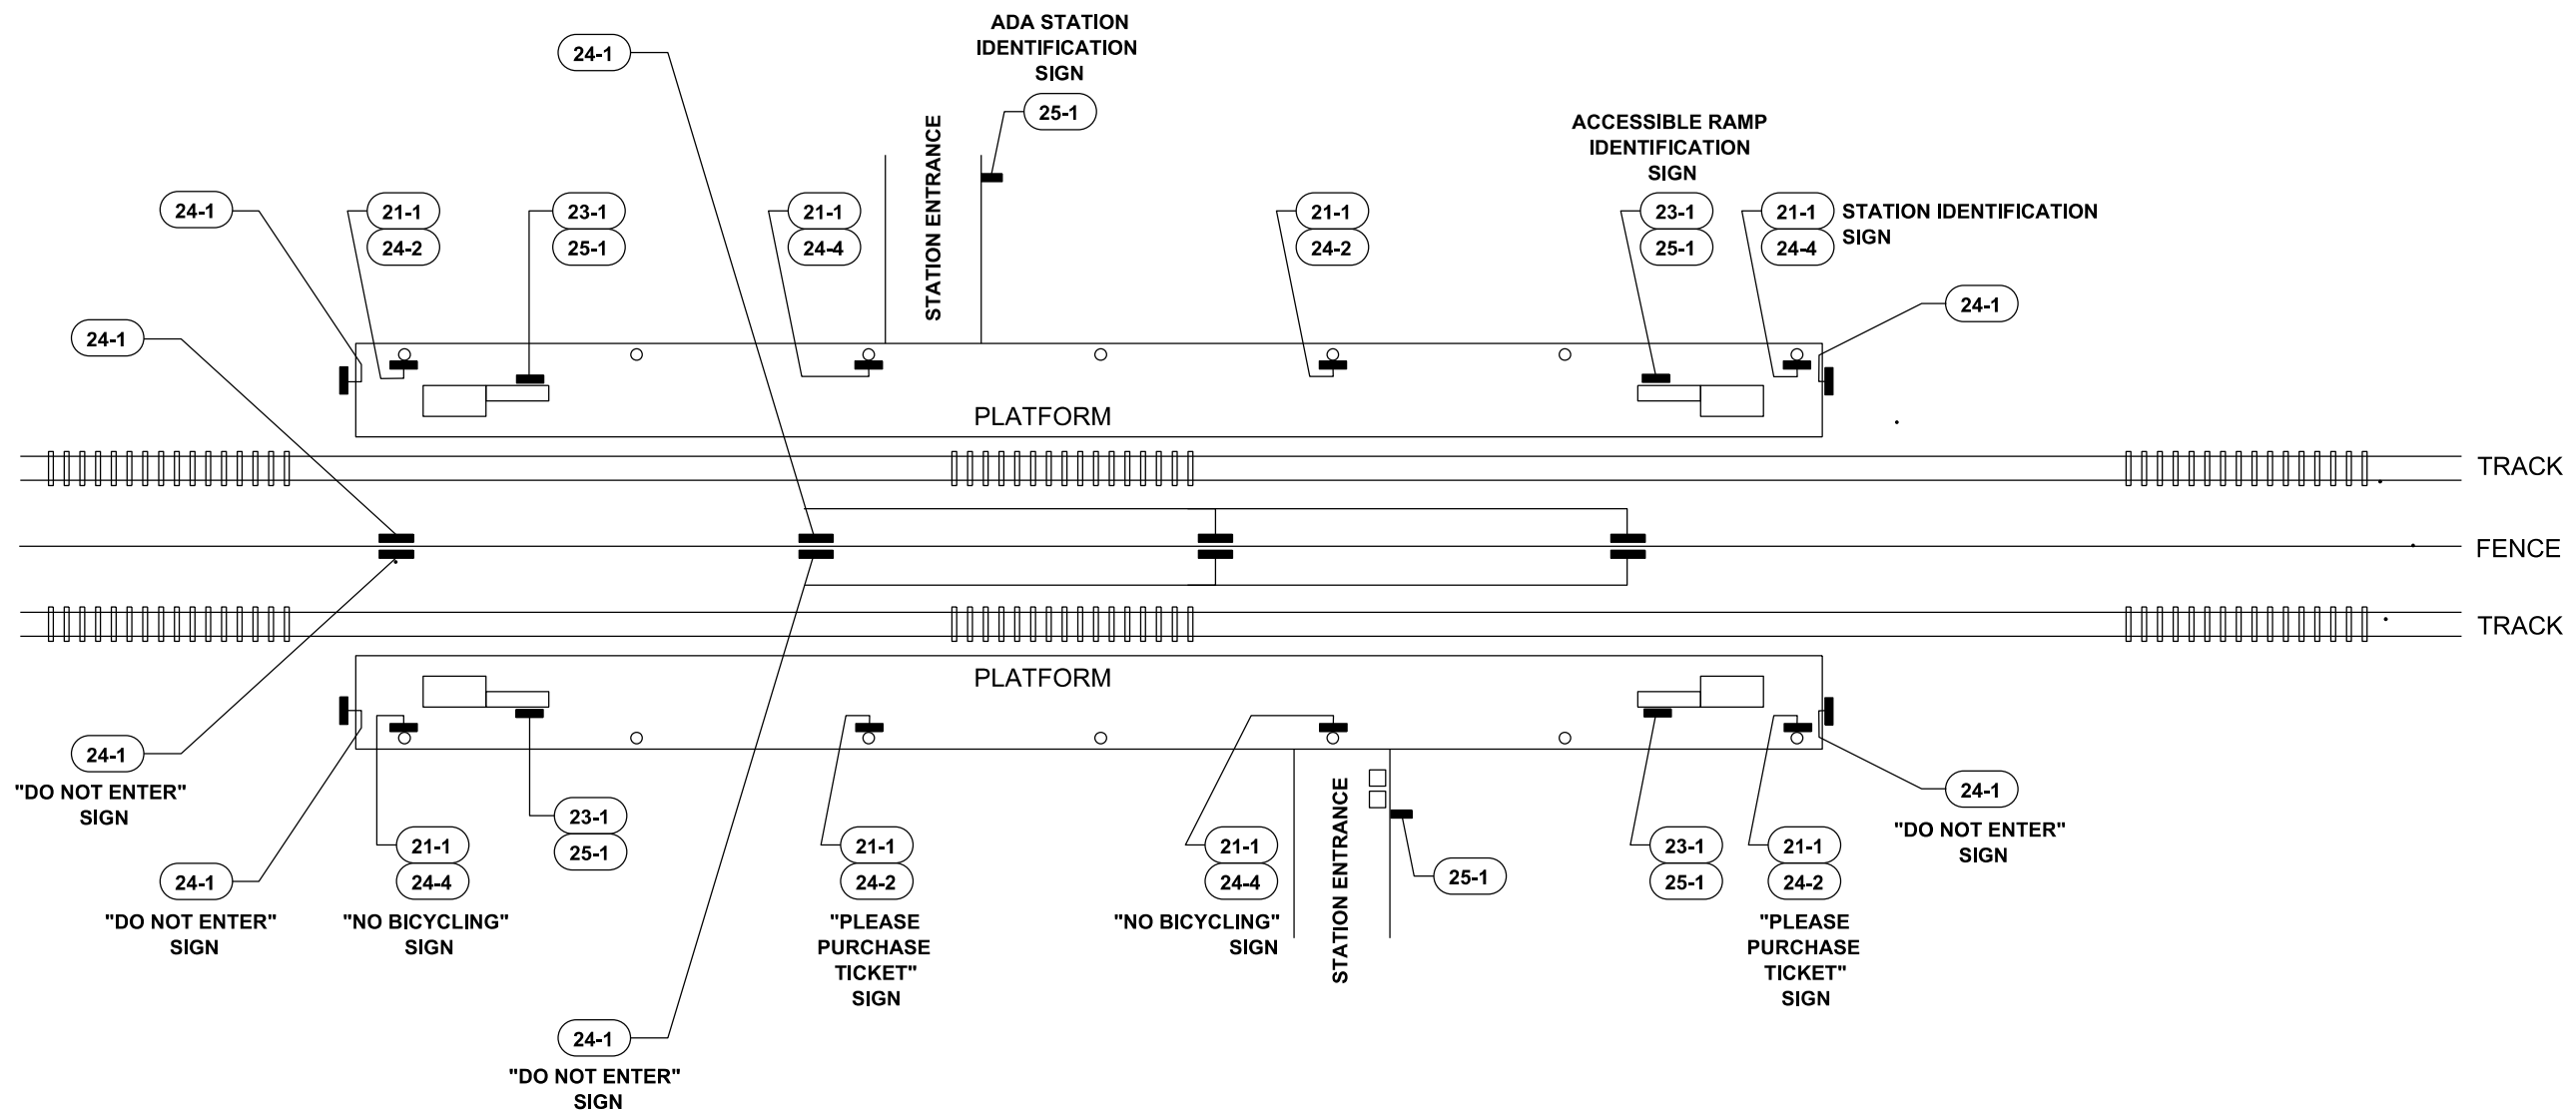 ADA STATION
IDENTIFICATION
SIGN
24-1
25-1
STATION ENTRANCE
ACCESSIBLE RAMP
IDENTIFICATION
SIGN
24-1
21-1
24-2
23-1
25-1
21-1
24-4
21-1
24-2
23-1
25-1
21-1
24-4
STATION IDENTIFICATION
SIGN
24-1
24-1
PLATFORM
TRACK
FENCE
TRACK
PLATFORM
24-1
"DO NOT ENTER"
SIGN
24-1
"DO NOT ENTER"
SIGN
21-1
24-4
"NO BICYCLING"
SIGN
23-1
25-1
21-1
24-2
"PLEASE
PURCHASE
TICKET"
SIGN
21-1
24-4
"NO BICYCLING"
SIGN
STATION ENTRANCE
25-1
23-1
25-1
21-1
24-2
"PLEASE
PURCHASE
TICKET"
SIGN
24-1
"DO NOT ENTER"
SIGN
24-1
"DO NOT ENTER"
SIGN